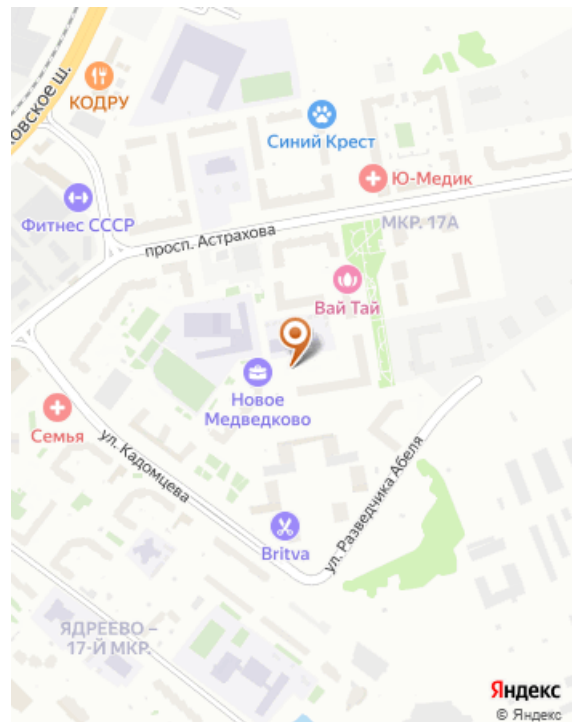 КОДРУ
ковское ш.
Синий Крест
Ю-Медик
Фитнес СССР
МКР. 17А
просп. Астрахова
Вай Тай
Новое
Медведково
Семья
ул. Кадомцева
ул. Разведчика Абеля
Britva
ЯДРЕЕВО –
17-Й МКР.
Яндекс
© Яндекс